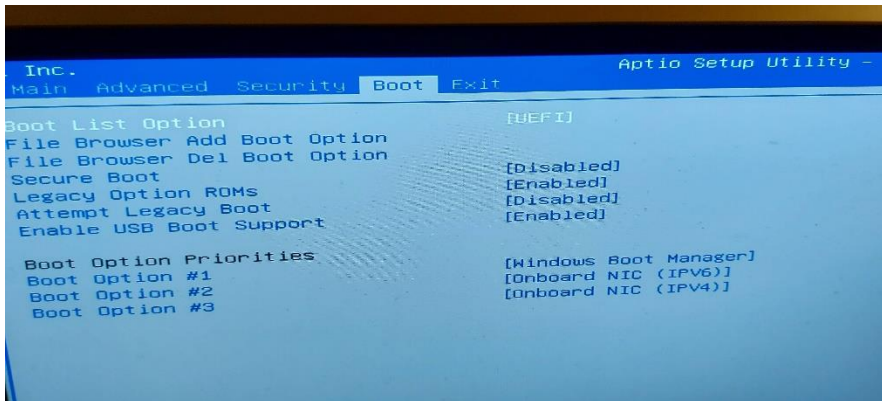 Inc.
Aptio Setup Utility -
Main Advanced Security Boot Exit
Boot List Option [UEFI]
File Browser Add Boot Option
File Browser Del Boot Option
Secure Boot [Disabled]
Legacy Option ROMs [Enabled]
Attempt Legacy Boot [Disabled]
Enable USB Boot Support [Enabled]
Boot Option Priorities
Boot Option #1 [Windows Boot Manager]
Boot Option #2 [Onboard NIC (IPV6)]
Boot Option #3 [Onboard NIC (IPV4)]